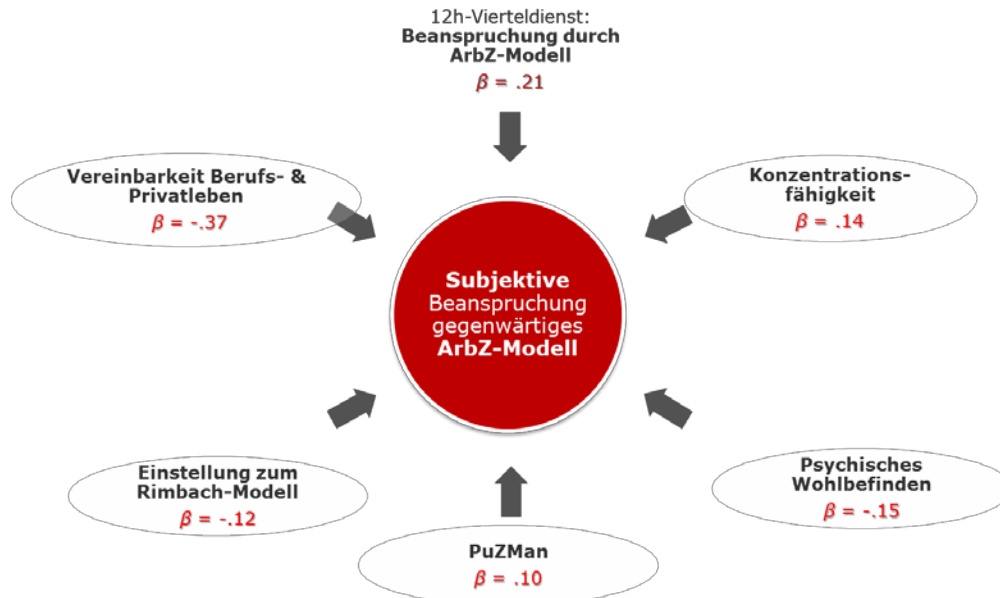 12h-Vierteldienst:
Beanspruchung durch
ArbZ-Modell
β = .21
Vereinbarkeit Berufs- &
Privatleben
β = -.37
Konzentrations-
fähigkeit
β = .14
Subjektive
Beanspruchung
gegenwärtiges
ArbZ-Modell
Einstellung zum
Rimbach-Modell
β = -.12
PuZMan
β = .10
Psychisches
Wohlbefinden
β = -.15